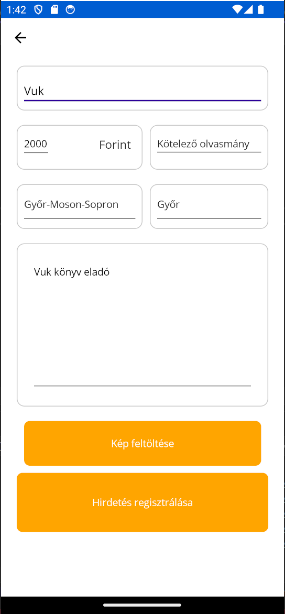 1:42
Vuk
2000 Forint
Kötelező olvasmány
Győr-Moson-Sopron
Győr
Vuk könyv eladó
Kép feltöltése
Hirdetés regisztrálása